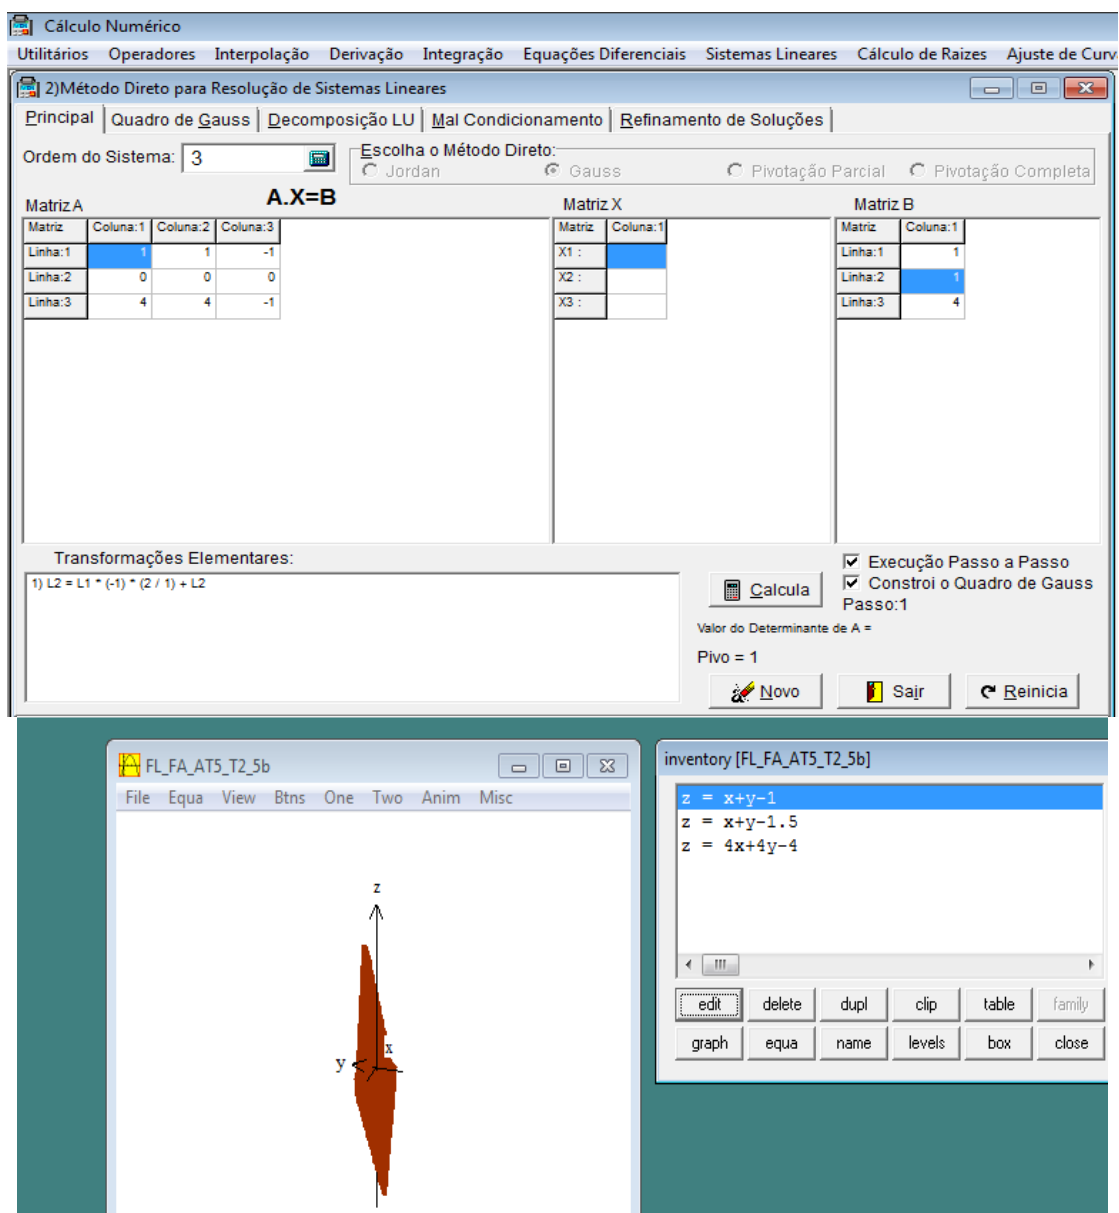 Cálculo Numérico
Utilitários Operadores Interpolação Derivação Integração Equações Diferenciais Sistemas Lineares Cálculo de Raizes Ajuste de Curv
2)Método Direto para Resolução de Sistemas Lineares
Principal Quadro de Gauss Decomposição LU Mal Condicionamento Refinamento de Soluções
Ordem do Sistema: 3
Escolha o Método Direto:
Jordan Gauss Pivotação Parcial Pivotação Completa
A.X=B
Matriz A Matriz X Matriz B
Matriz Coluna:1 Coluna:2 Coluna:3 Matriz Coluna:1 Matriz Coluna:1
Linha:1 1 1 -1 X1 : Linha:1 1
Linha:2 0 0 0 X2 : Linha:2 1
Linha:3 4 4 -1 X3 : Linha:3 4
Transformações Elementares:
1) L2 = L1 * (-1) * (2 / 1) + L2
Execução Passo a Passo
Calcula
Constroi o Quadro de Gauss
Passo:1
Valor do Determinante de A =
Pivo = 1
Novo Sair Reinicia
FL_FA_AT5_T2_5b
File Equa View Btns One Two Anim Misc
z
x
y
inventory [FL_FA_AT5_T2_5b]
z = x+y-1
z = x+y-1.5
z = 4x+4y-4
edit delete dupl clip table family
graph equa name levels box close